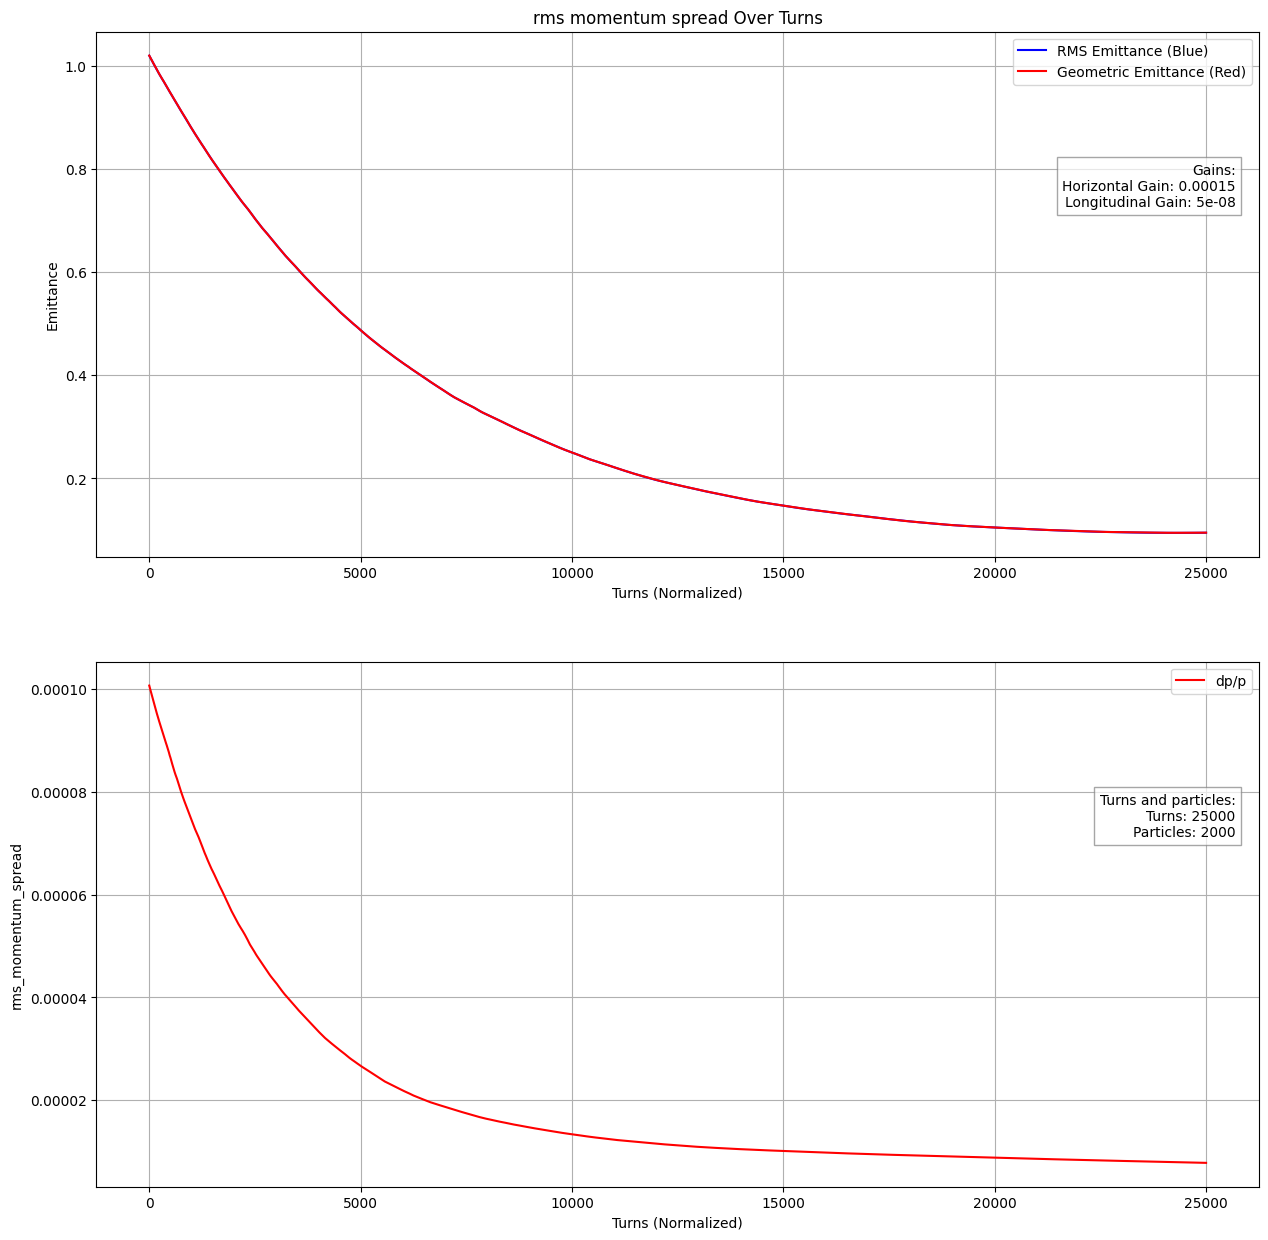 rms momentum spread Over Turns
RMS Emittance (Blue)
Geometric Emittance (Red)
Gains:
Horizontal Gain: 0.00015
Longitudinal Gain: 5e-08
Emittance
1.0
0.8
0.6
0.4
0.2
0
5000
10000
15000
20000
25000
Turns (Normalized)
dp/p
Turns and particles:
Turns: 25000
Particles: 2000
rms_momentum_spread
0.00010
0.00008
0.00006
0.00004
0.00002
0
5000
10000
15000
20000
25000
Turns (Normalized)